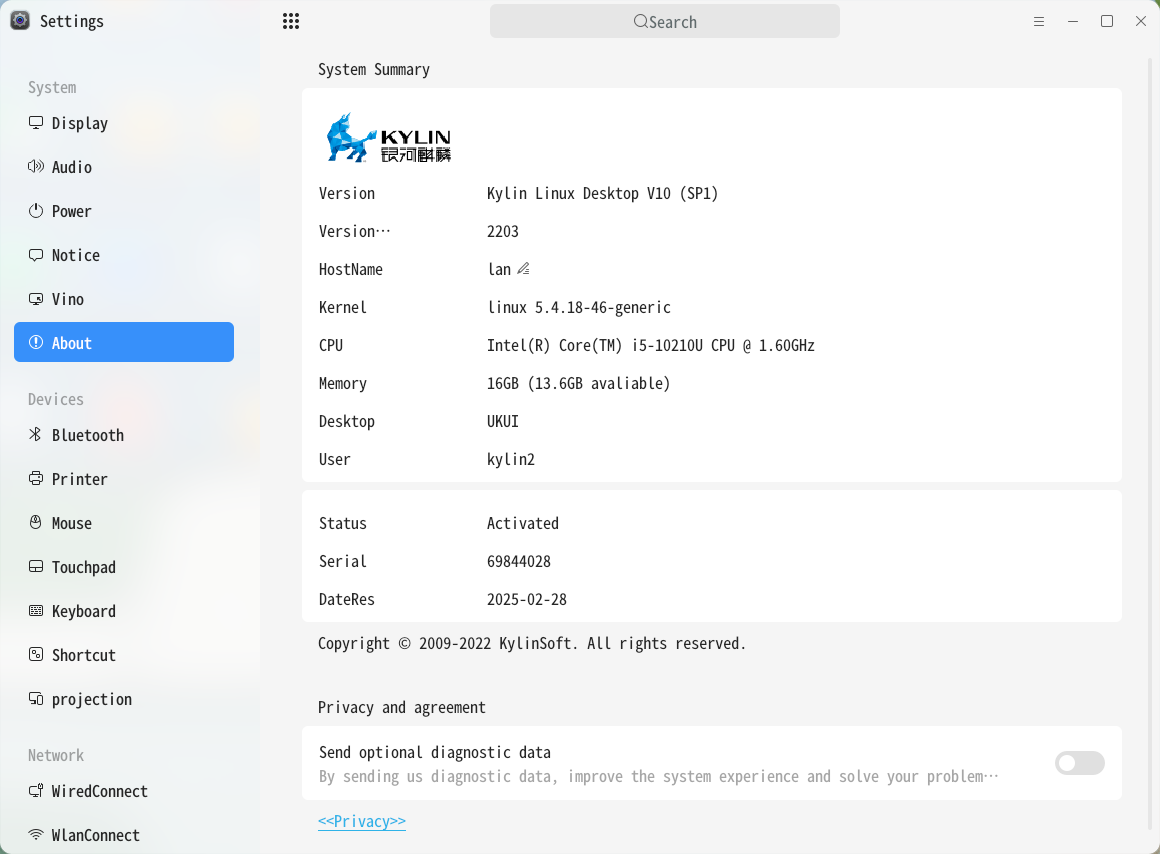 Settings
Search
System
Display
Audio
Power
Notice
Vino
About
Devices
Bluetooth
Printer
Mouse
Touchpad
Keyboard
Shortcut
projection
Network
WiredConnect
WlanConnect
System Summary
KYLIN
银河麒麟
Version Kylin Linux Desktop V10 (SP1)
Version… 2203
HostName lan
Kernel linux 5.4.18-46-generic
CPU Intel(R) Core(TM) i5-10210U CPU @ 1.60GHz
Memory 16GB (13.6GB avaliable)
Desktop UKUI
User kylin2
Status Activated
Serial 69844028
DateRes 2025-02-28
Copyright © 2009-2022 KylinSoft. All rights reserved.
Privacy and agreement
Send optional diagnostic data
By sending us diagnostic data, improve the system experience and solve your problem…
<<Privacy>>